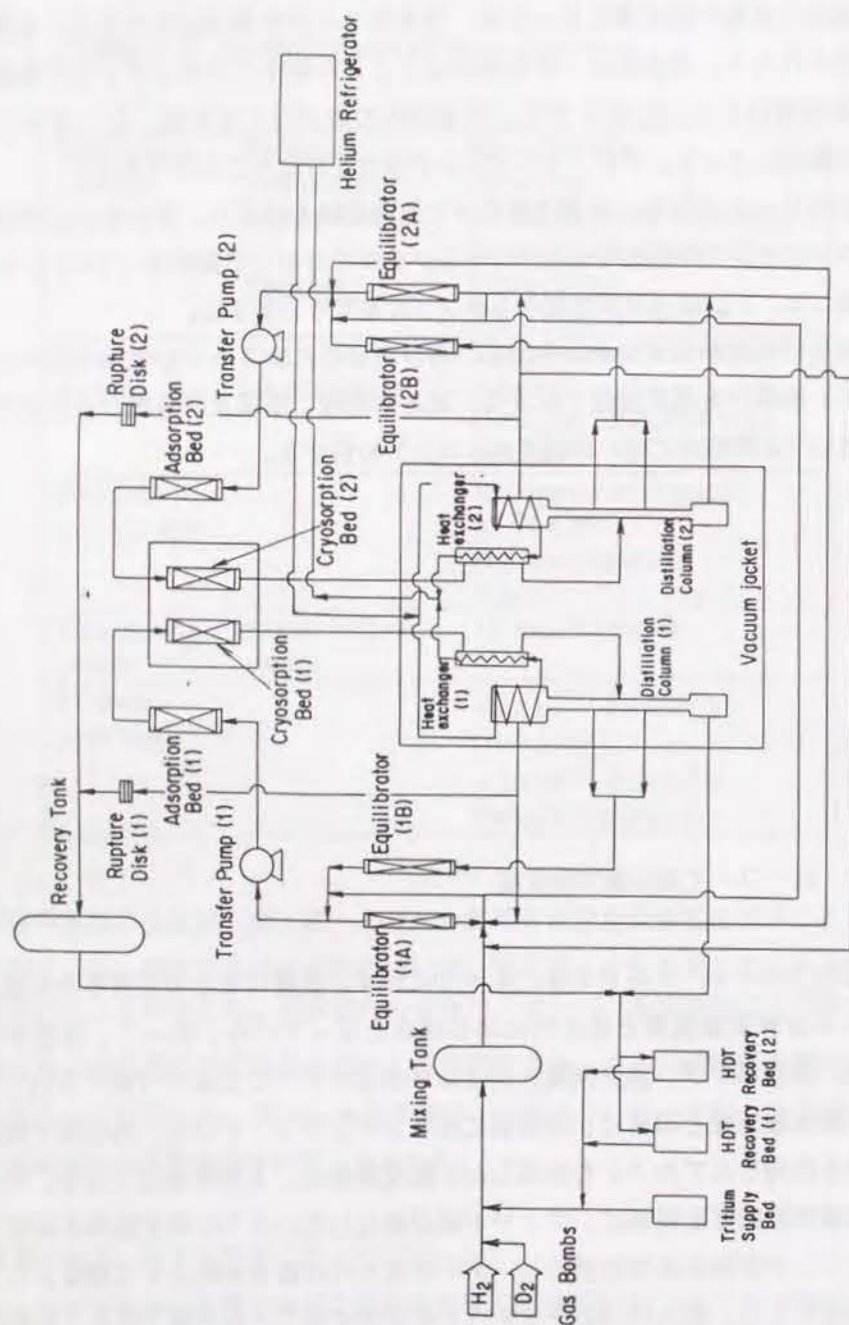 Helium Refrigerator
Equilibrator
(2A)
Transfer Pump (2)
Equilibrator
(2B)
Rupture
Disk (2)
Adsorption
Bed (2)
Cryosorption
Bed (2)
Heat exchanger
(2)
Distillation
Column (2)
Vacuum jacket
Distillation
Column (1)
Heat exchanger
(1)
Cryosorption
Bed (1)
Adsorption
Bed (1)
Rupture
Disk (1)
Recovery Tank
Transfer Pump (1)
Equilibrator
(1B)
Equilibrator
(1A)
Mixing Tank
HDT
Recovery
Bed (2)
HDT
Recovery
Bed (1)
Tritium
Supply
Bed
H2
D2
Gas Bombs